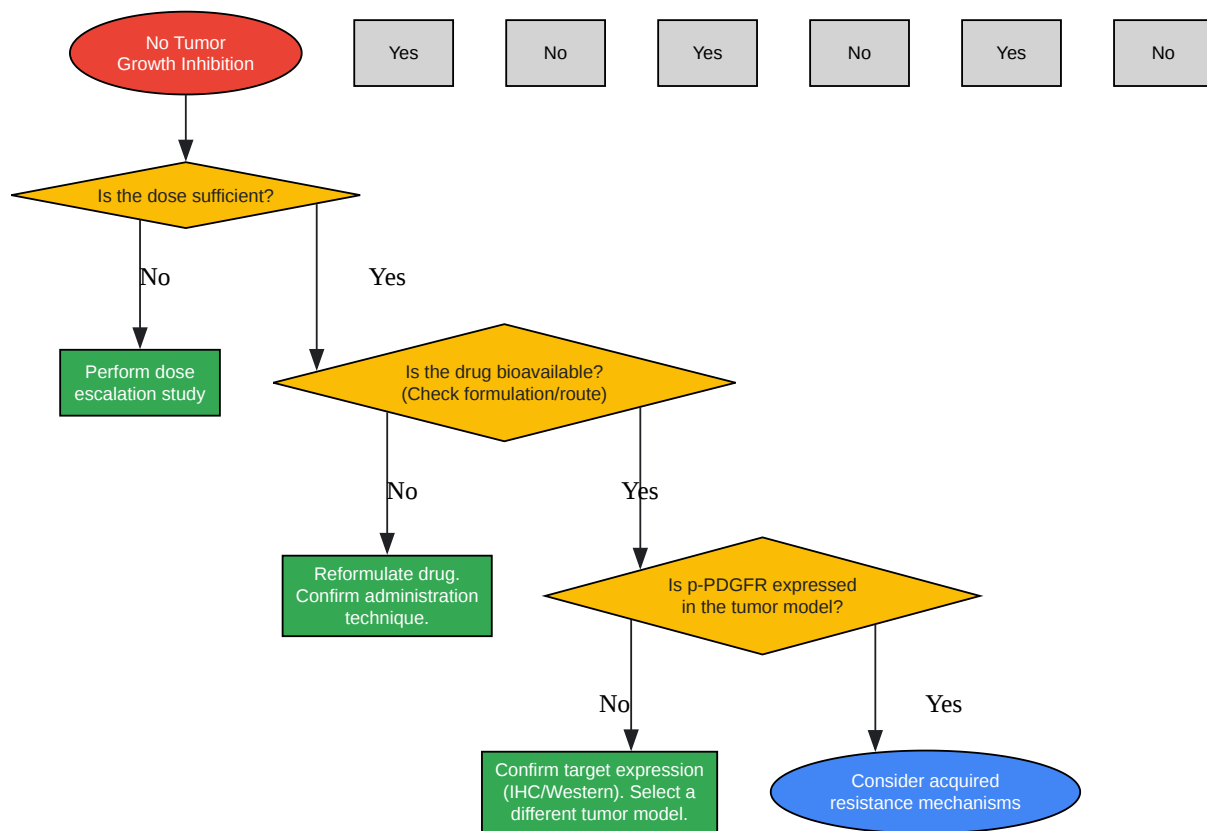 No Tumor
Growth Inhibition
Yes
No
Yes
No
Yes
No
Is the dose sufficient?
No
Yes
Perform dose
escalation study
Is the drug bioavailable?
(Check formulation/route)
No
Yes
Reformulate drug.
Confirm administration
technique.
Is p-PDGFR expressed
in the tumor model?
No
Yes
Confirm target expression
(IHC/Western). Select a
different tumor model.
Consider acquired
resistance mechanisms